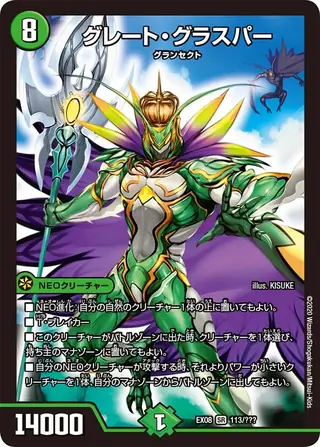 8
グレート・グラスパー
グランセクト
illus. KISUKE
NEOクリーチャー
■NEO進化：自分の自然のクリーチャー1体の上に置いてもよい。
■T・ブレイカー
■このクリーチャーがバトルゾーンに出た時、クリーチャーを1体選び、
持ち主のマナゾーンに置いてもよい。
■自分のNEOクリーチャーが攻撃する時、それよりパワーが小さい
クリーチャーを1体、自分のマナゾーンからバトルゾーンに出してもよい。
©2020 Wizards/Shogakukan/Mitsui-Kids
14000
1
EX08 SR 113/???